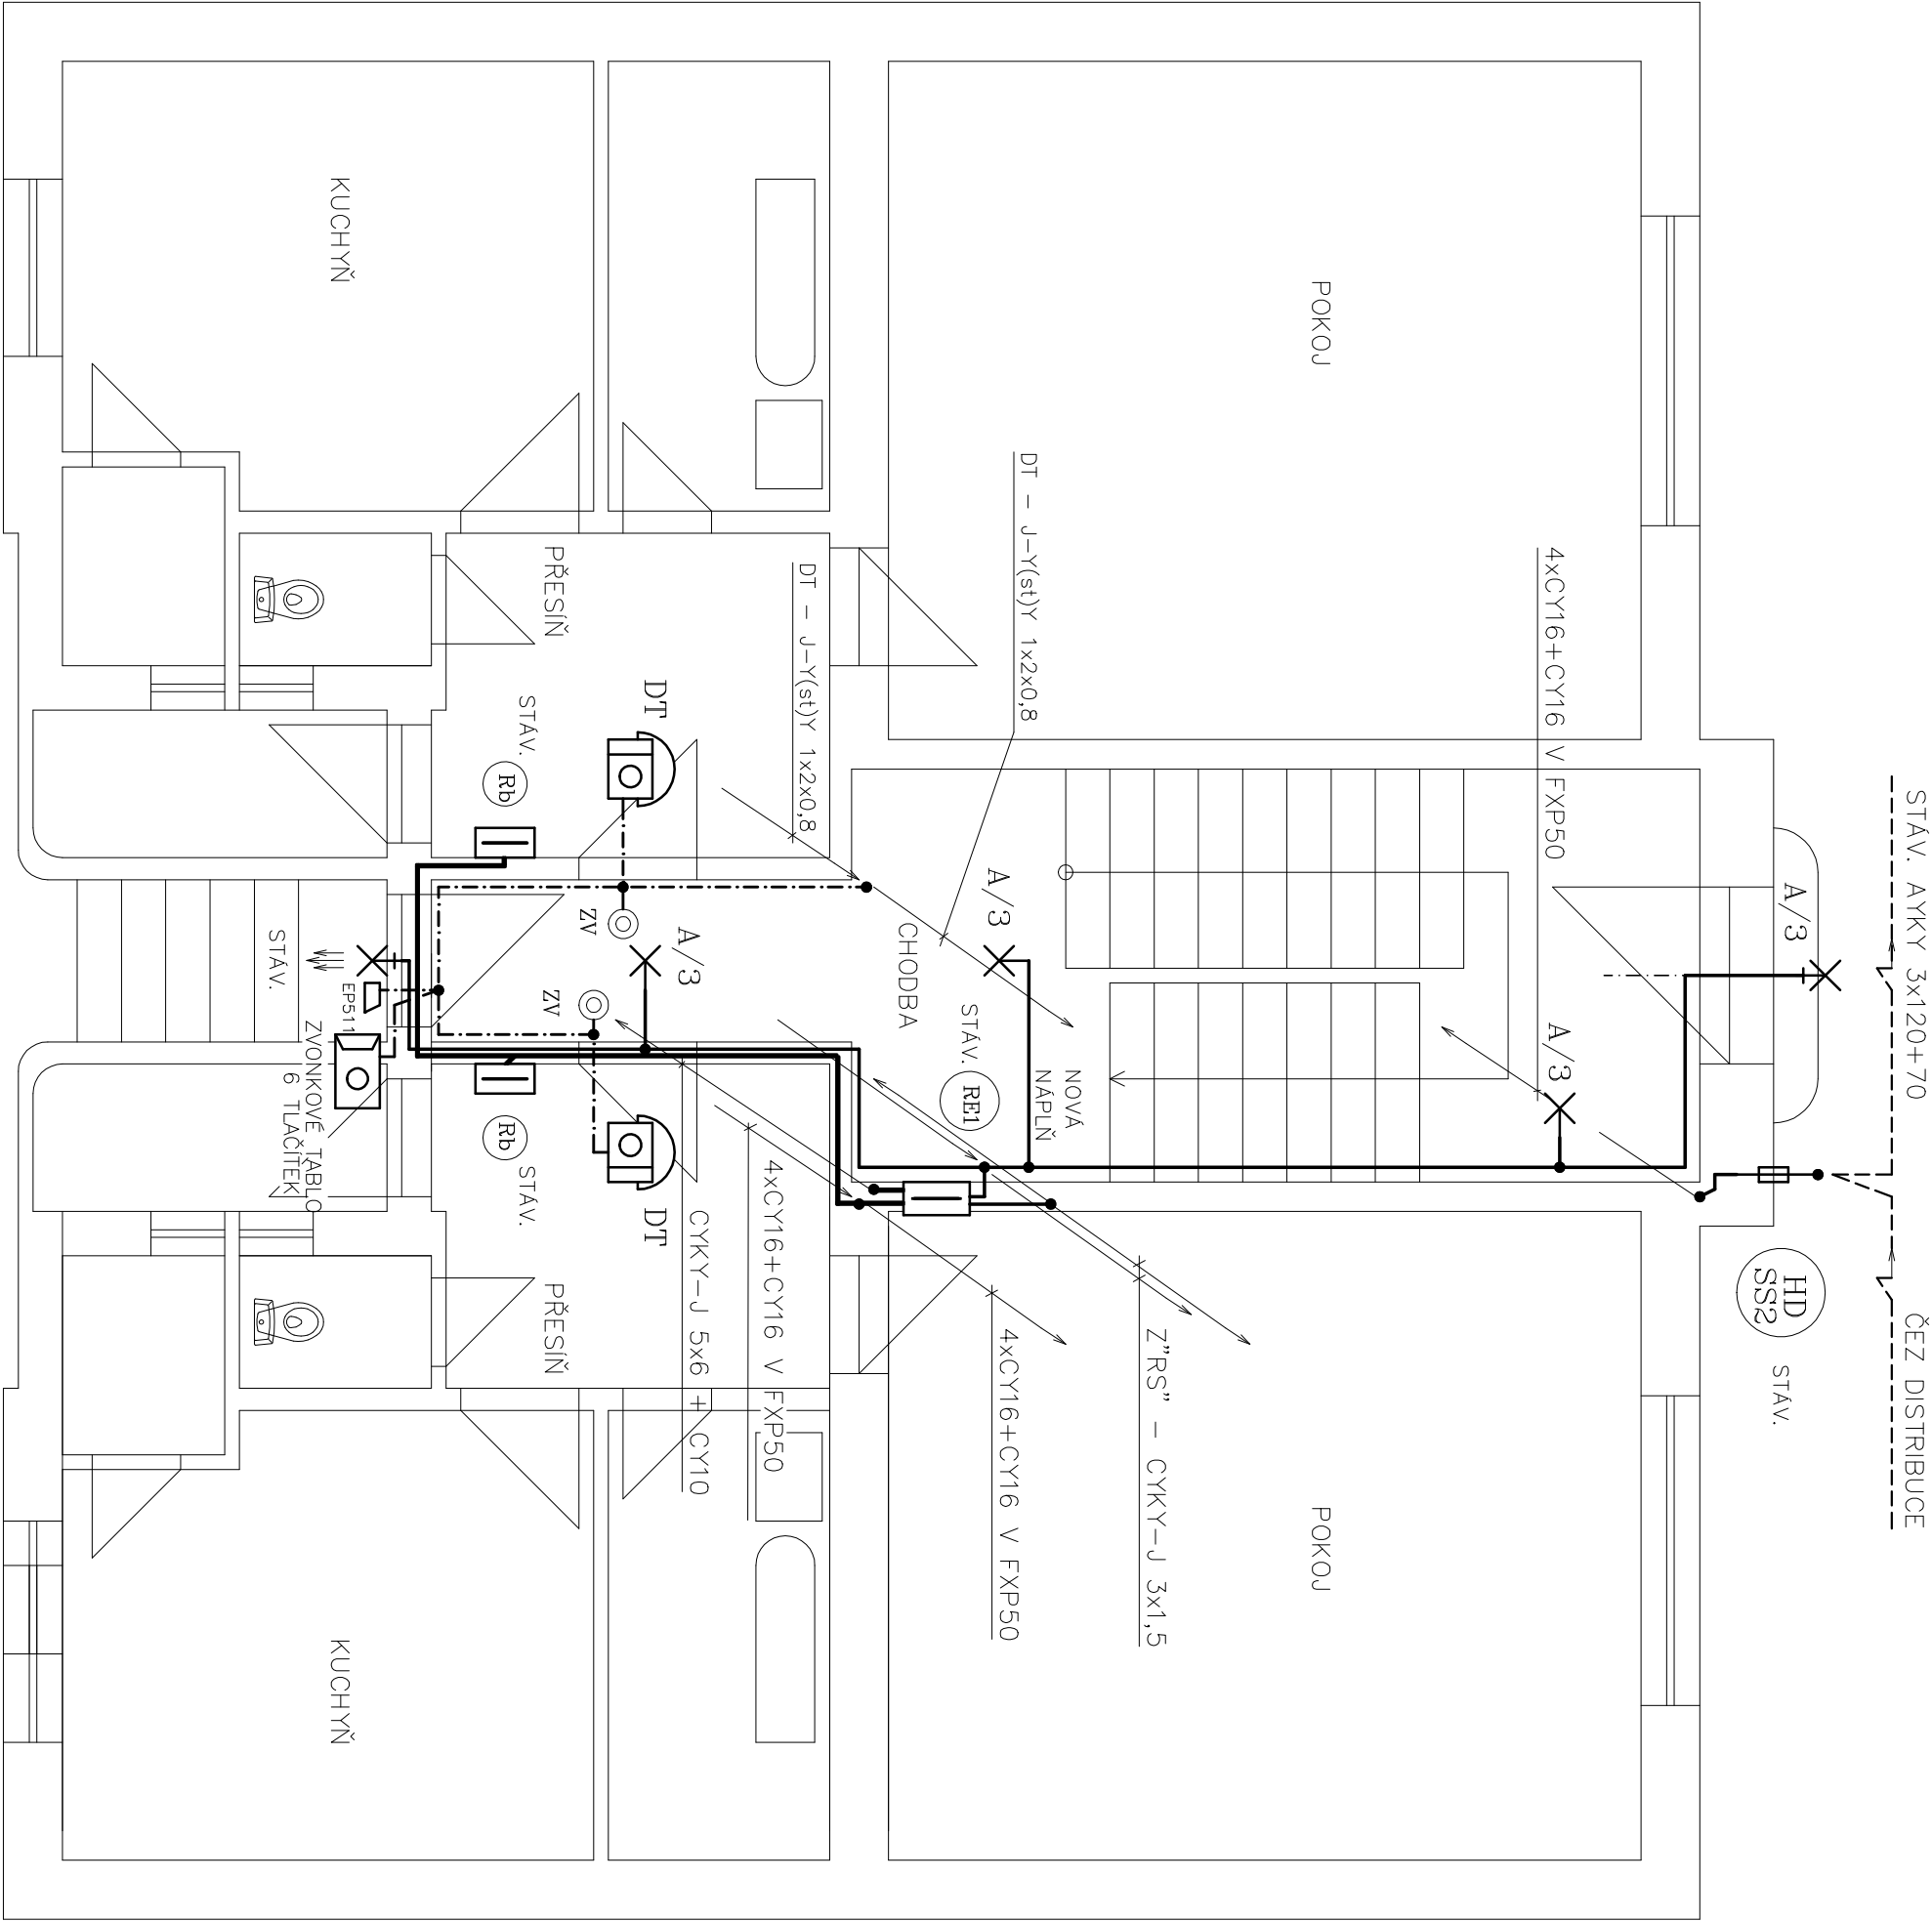 STÁV. AYKY 3x120+70
ČEZ DISTRIBUCE
A/3
HD
SS2
STÁV.
4xCY16+CY16 V FXP50
A/3
POKOJ
POKOJ
Z"RS" - CYKY-J 3x1,5
NOVÁ
NÁPLŇ
DT - J-Y(st)Y 1x2x0,8
A/3
STÁV.
RE1
4xCY16+CY16 V FXP50
CHODBA
DT - J-Y(st)Y 1x2x0,8
4xCY16+CY16 V FXP50
A/3
CYKY-J 5x6 + CY10
DT
DT
ZV
ZV
PŘESÍŇ
PŘESÍŇ
STÁV.
Rb
Rb
STÁV.
KUCHYŇ
EP511
KUCHYŇ
ZVONKOVÉ TABLO
6 TLAČÍTEK
STÁV.